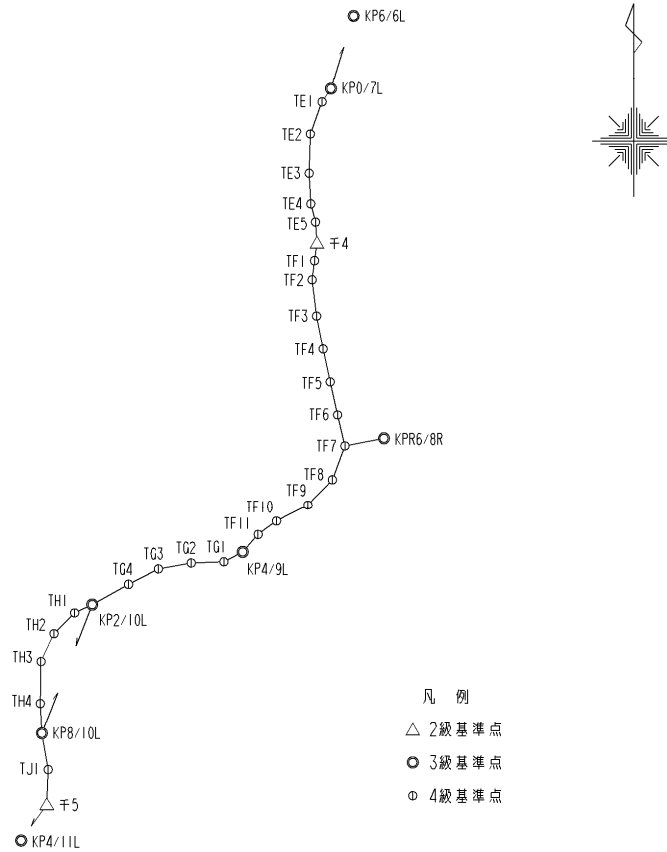 KP6/6L
KP0/7L
TE1
TE2
TE3
TE4
TE5
千4
TF1
TF2
TF3
TF4
TF5
TF6
TF7
KPR6/8R
TF8
TF9
TF10
TF11
KP4/9L
TG1
TG2
TG3
TG4
KP2/10L
TH1
TH2
TH3
TH4
KP8/10L
TJ1
千5
KP4/11L
凡 例
2級基準点
3級基準点
4級基準点